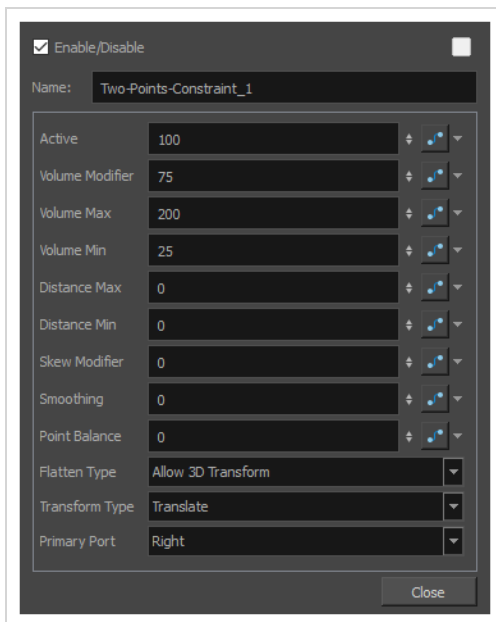 Enable/Disable
Name: Two-Points-Constraint_1
Active 100
Volume Modifier 75
Volume Max 200
Volume Min 25
Distance Max 0
Distance Min 0
Skew Modifier 0
Smoothing 0
Point Balance 0
Flatten Type Allow 3D Transform
Transform Type Translate
Primary Port Right
Close